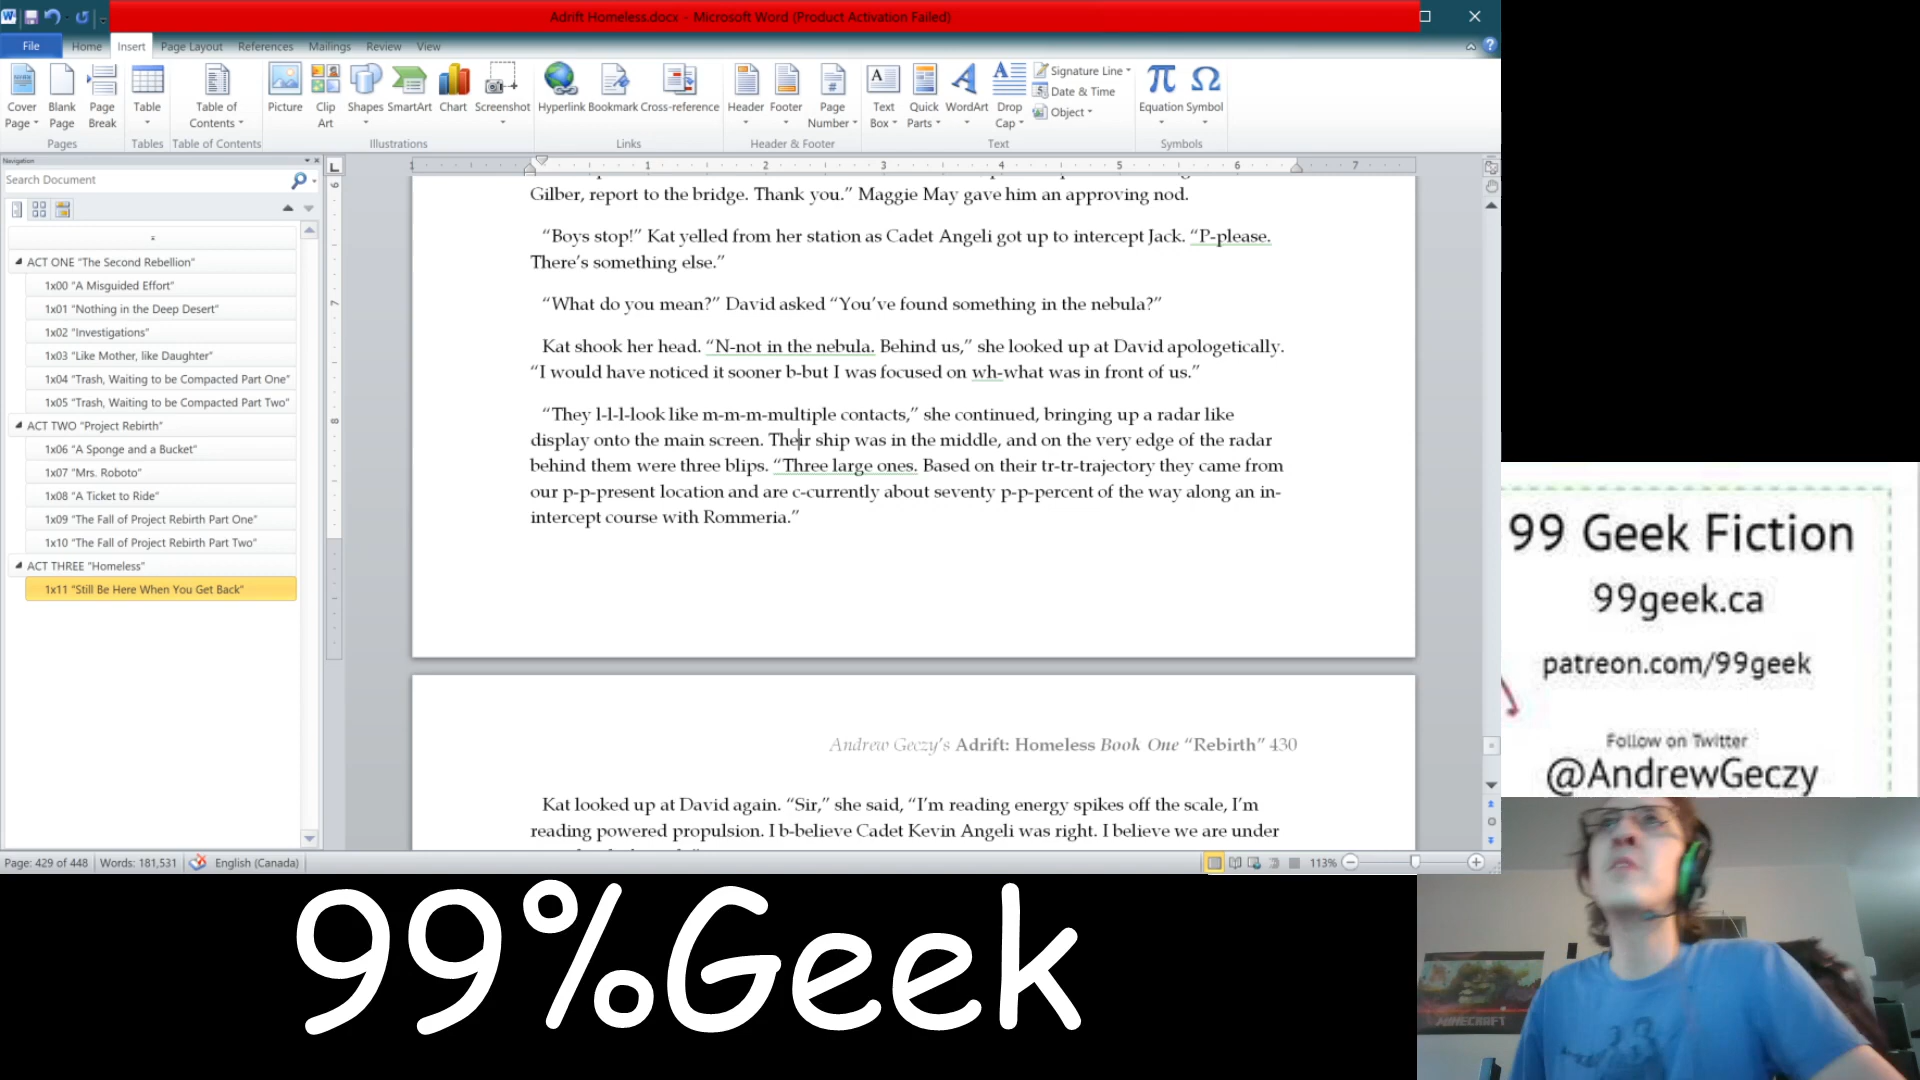 Adrift Homeless.docx - Microsoft Word (Product Activation Failed)
File Home Insert Page Layout References Mailings Review View
Cover Page Blank Page Page Break Table Table of Contents Picture Clip Art Shapes SmartArt Chart Screenshot Hyperlink Bookmark Cross-reference Header Footer Page Number Text Box Quick Parts WordArt Drop Cap Signature Line Date & Time Object Equation Symbol
Pages Tables Table of Contents Illustrations Links Header & Footer Text Symbols
Navigation
Search Document
ACT ONE "The Second Rebellion"
1x00 "A Misguided Effort"
1x01 "Nothing in the Deep Desert"
1x02 "Investigations"
1x03 "Like Mother, like Daughter"
1x04 "Trash, Waiting to be Compacted Part One"
1x05 "Trash, Waiting to be Compacted Part Two"
ACT TWO "Project Rebirth"
1x06 "A Sponge and a Bucket"
1x07 "Mrs. Roboto"
1x08 "A Ticket to Ride"
1x09 "The Fall of Project Rebirth Part One"
1x10 "The Fall of Project Rebirth Part Two"
ACT THREE "Homeless"
1x11 "Still Be Here When You Get Back"
1 1 2 3 4 5 6 7
Gilber, report to the bridge. Thank you.” Maggie May gave him an approving nod.
“Boys stop!” Kat yelled from her station as Cadet Angeli got up to intercept Jack. “P-please.
There’s something else.”
“What do you mean?” David asked “You’ve found something in the nebula?”
Kat shook her head. “N-not in the nebula. Behind us,” she looked up at David apologetically.
“I would have noticed it sooner b-but I was focused on wh-what was in front of us.”
“They l-l-l-look like m-m-m-multiple contacts,” she continued, bringing up a radar like
display onto the main screen. Their ship was in the middle, and on the very edge of the radar
behind them were three blips. “Three large ones. Based on their tr-tr-trajectory they came from
our p-p-present location and are c-currently about seventy p-p-percent of the way along an in-
intercept course with Rommeria.”
Andrew Geczy’s Adrift: Homeless Book One “Rebirth” 430
Kat looked up at David again. “Sir,” she said, “I’m reading energy spikes off the scale, I’m
reading powered propulsion. I b-believe Cadet Kevin Angeli was right. I believe we are under
Page: 429 of 448 Words: 181,531 English (Canada) 113%
99 Geek Fiction
99geek.ca
patreon.com/99geek
Follow on Twitter
@AndrewGeczy
99%Geek
MINECRAFT